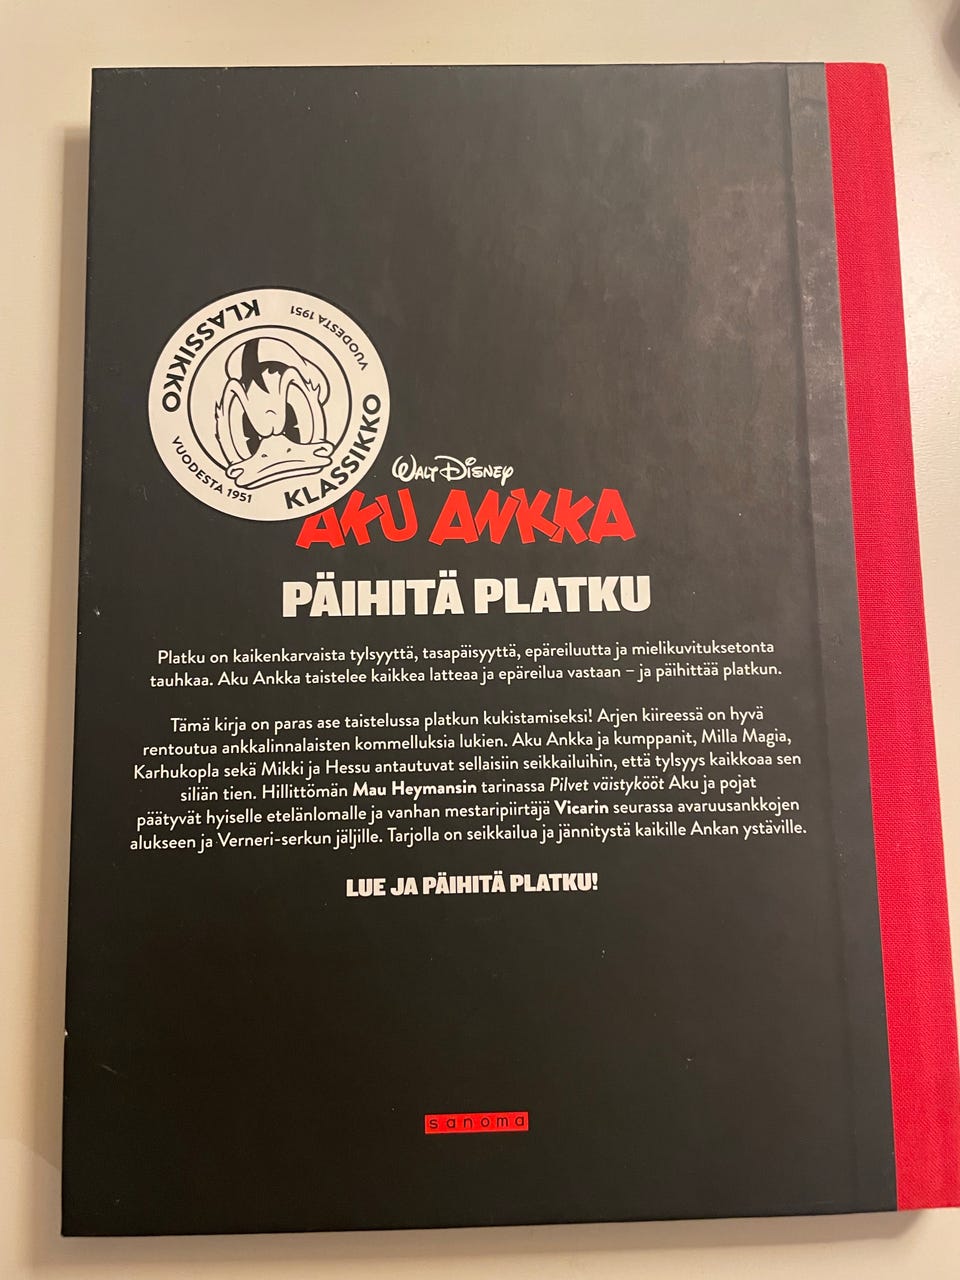 KLASSIKKO
VUODESTA 1951
KLASSIKKO
VUODESTA 1951
WALT DISNEY
AKU ANKKA
PÄIHITÄ PLATKU
Platku on kaikenkarvaista tylsyyttä, tasapäisyyttä, epäreiluutta ja mielikuvituksetonta
tauhkaa. Aku Ankka taistelee kaikkea latteaa ja epäreilua vastaan – ja päihittää platkun.
Tämä kirja on paras ase taistelussa platkun kukistamiseksi! Arjen kiireessä on hyvä
rentoutua ankkalinnalaisten kommelluksia lukien. Aku Ankka ja kumppanit, Milla Magia,
Karhukopla sekä Mikki ja Hessu antautuvat sellaisiin seikkailuihin, että tylsyys kaikkoaa sen
siliän tien. Hillittömän Mau Heymansin tarinassa Pilvet väistykööt Aku ja pojat
päätyvät hyiselle etelänlomalle ja vanhan mestaripiirtäjä Vicarin seurassa avaruusankkojen
alukseen ja Verneri-serkun jäljille. Tarjolla on seikkailua ja jännitystä kaikille Ankan ystäville.
LUE JA PÄIHITÄ PLATKU!
sanoma